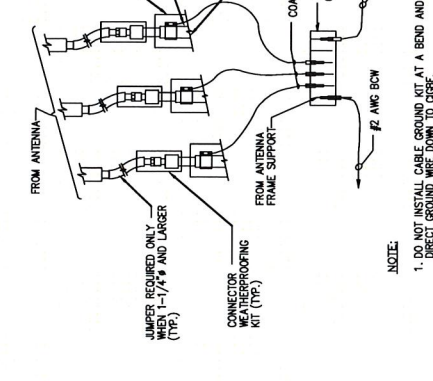 FROM ANTENNA
JUMPER REQUIRED ONLY
WHEN 1-1/4"ø AND LARGER
(TYP.)
CONNECTOR
WEATHERPROOFING
KIT (TYP.)
FROM ANTENNA
FRAME SUPPORT
COA
#2 AWG BCW
NOTE:
1. DO NOT INSTALL CABLE GROUND KIT AT A BEND AND
DIRECT GROUND WIRE DOWN TO CIGRE.